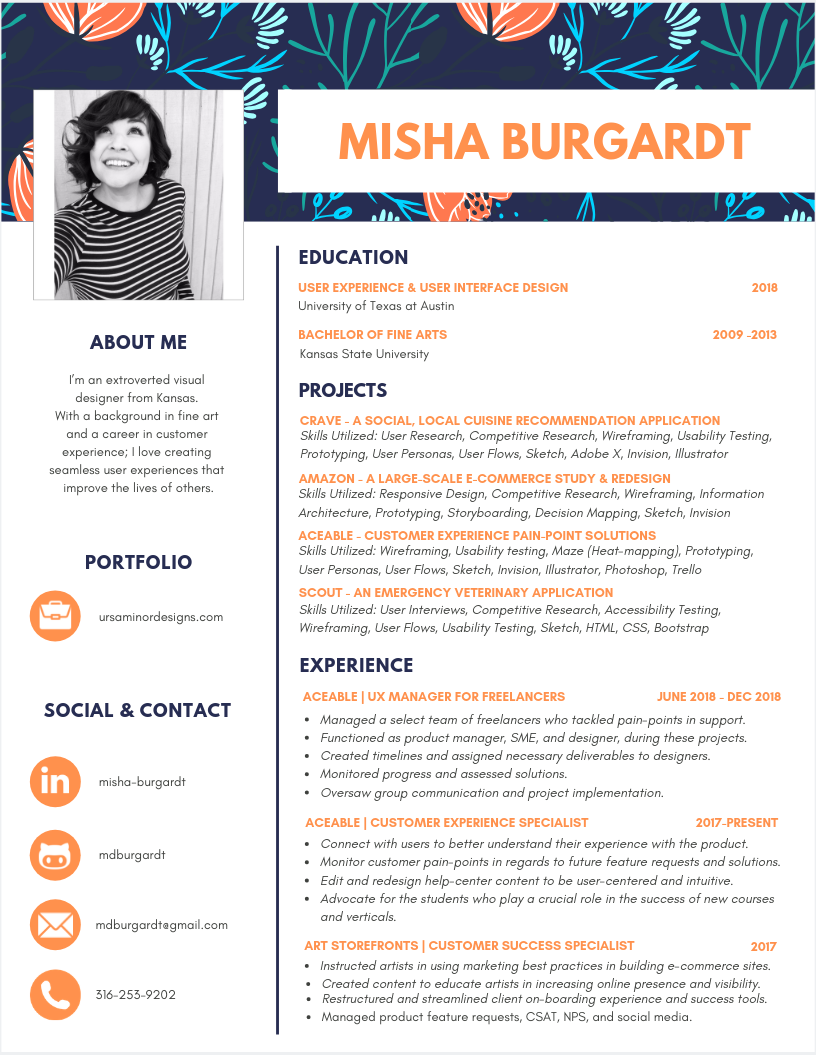 MISHA BURGARDT
ABOUT ME
I'm an extroverted visual
designer from Kansas.
With a background in fine art
and a career in customer
experience; I love creating
seamless user experiences that
improve the lives of others.
PORTFOLIO
ursaminordesigns.com
SOCIAL & CONTACT
in
misha-burgardt
mdburgardt
mdburgardt@gmail.com
316-253-9202
EDUCATION
USER EXPERIENCE & USER INTERFACE DESIGN 2018
University of Texas at Austin
BACHELOR OF FINE ARTS 2009 -2013
Kansas State University
PROJECTS
CRAVE - A SOCIAL, LOCAL CUISINE RECOMMENDATION APPLICATION
Skills Utilized: User Research, Competitive Research, Wireframing, Usability Testing,
Prototyping, User Personas, User Flows, Sketch, Adobe X, Invision, Illustrator
AMAZON - A LARGE-SCALE E-COMMERCE STUDY & REDESIGN
Skills Utilized: Responsive Design, Competitive Research, Wireframing, Information
Architecture, Prototyping, Storyboarding, Decision Mapping, Sketch, Invision
ACEABLE - CUSTOMER EXPERIENCE PAIN-POINT SOLUTIONS
Skills Utilized: Wireframing, Usability testing, Maze (Heat-mapping), Prototyping,
User Personas, User Flows, Sketch, Invision, Illustrator, Photoshop, Trello
SCOUT - AN EMERGENCY VETERINARY APPLICATION
Skills Utilized: User Interviews, Competitive Research, Accessibility Testing,
Wireframing, User Flows, Usability Testing, Sketch, HTML, CSS, Bootstrap
EXPERIENCE
ACEABLE | UX MANAGER FOR FREELANCERS JUNE 2018 - DEC 2018
• Managed a select team of freelancers who tackled pain-points in support.
• Functioned as product manager, SME, and designer, during these projects.
• Created timelines and assigned necessary deliverables to designers.
• Monitored progress and assessed solutions.
• Oversaw group communication and project implementation.
ACEABLE | CUSTOMER EXPERIENCE SPECIALIST 2017-PRESENT
• Connect with users to better understand their experience with the product.
• Monitor customer pain-points in regards to future feature requests and solutions.
• Edit and redesign help-center content to be user-centered and intuitive.
• Advocate for the students who play a crucial role in the success of new courses
and verticals.
ART STOREFRONTS | CUSTOMER SUCCESS SPECIALIST 2017
• Instructed artists in using marketing best practices in building e-commerce sites.
• Created content to educate artists in increasing online presence and visibility.
• Restructured and streamlined client on-boarding experience and success tools.
• Managed product feature requests, CSAT, NPS, and social media.